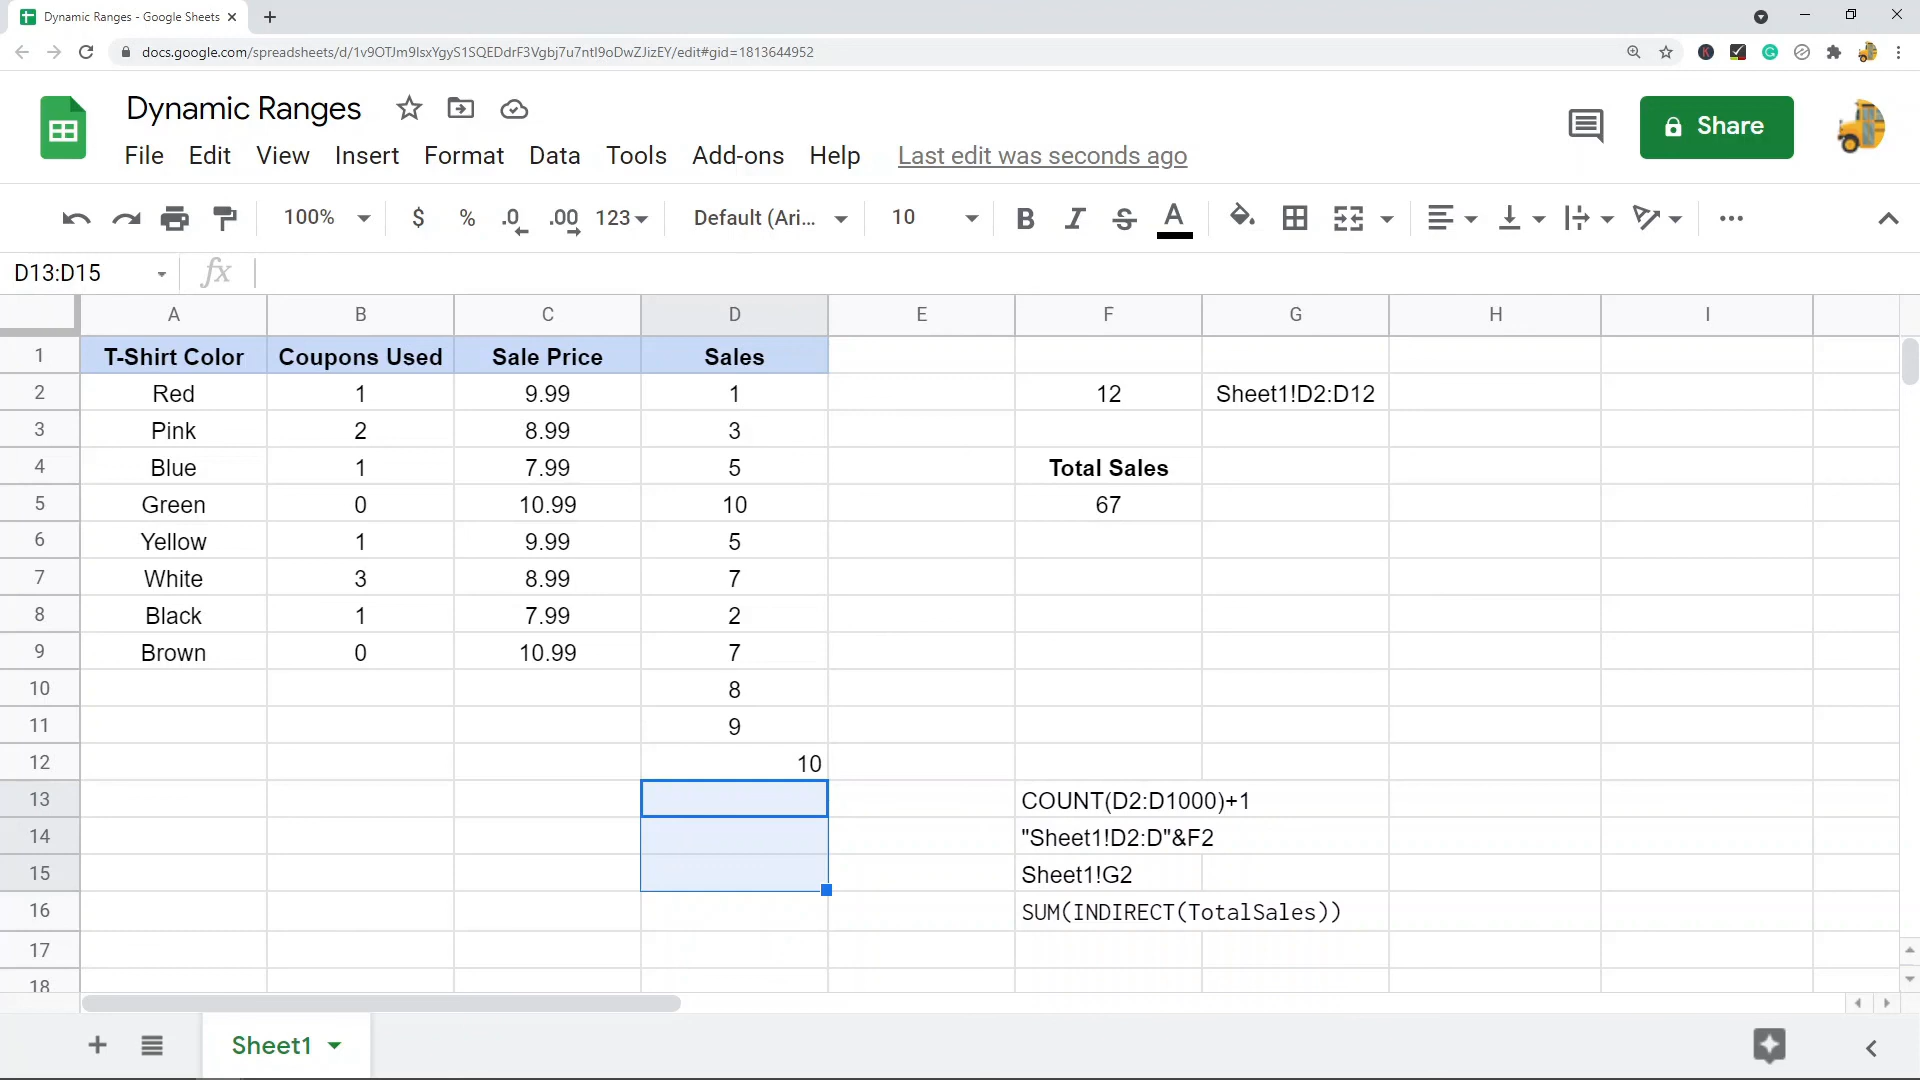 Dynamic Ranges - Google Sheets
docs.google.com/spreadsheets/d/1v9OTJm9lsxYgyS1SQEDdrF3Vgbj7u7ntI9oDwZJizEY/edit#gid=1813644952
Dynamic Ranges
Share
File Edit View Insert Format Data Tools Add-ons Help Last edit was seconds ago
100% $ % .0 .00 123 Default (Ari... 10 B I S A
D13:D15 fx
A B C D E F G H I
1 T-Shirt Color Coupons Used Sale Price Sales
2 Red 1 9.99 1 12 Sheet1!D2:D12
3 Pink 2 8.99 3
4 Blue 1 7.99 5 Total Sales
5 Green 0 10.99 10 67
6 Yellow 1 9.99 5
7 White 3 8.99 7
8 Black 1 7.99 2
9 Brown 0 10.99 7
10 8
11 9
12 10
13 COUNT(D2:D1000)+1
14 "Sheet1!D2:D"&F2
15 Sheet1!G2
16 SUM(INDIRECT(TotalSales))
17
18
Sheet1